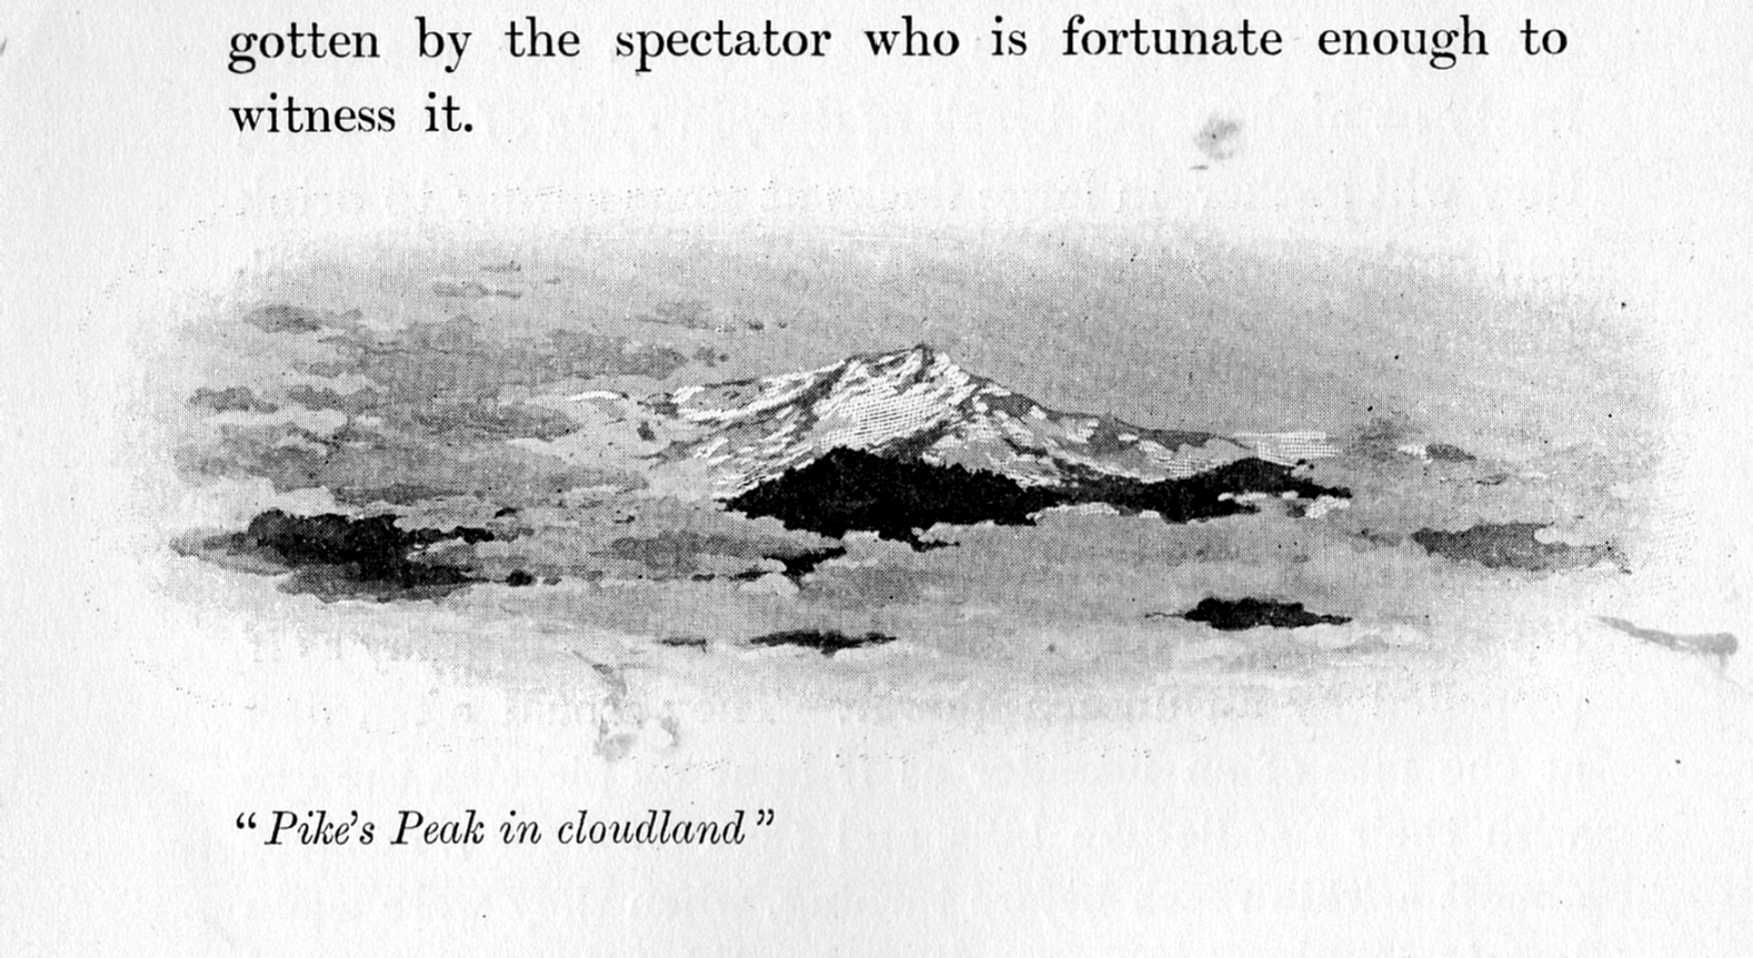 gotten by the spectator who is fortunate enough to
witness it.
“Pike’s Peak in cloudland”